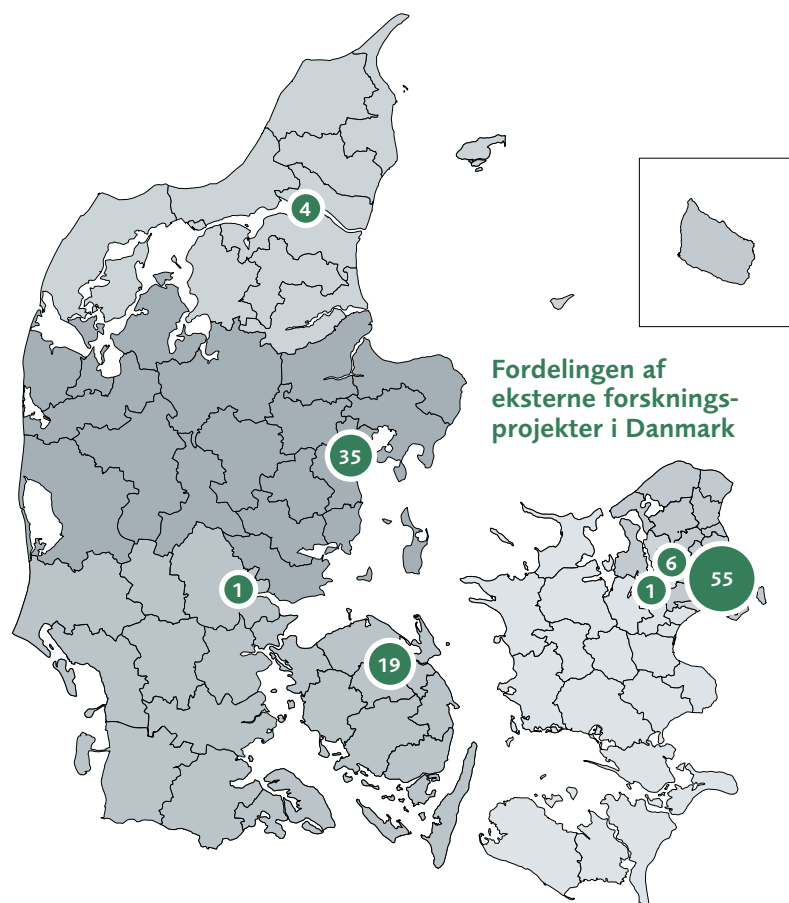 4
Fordelingen af
eksterne forsknings-
projekter i Danmark
35
6
55
1
1
19